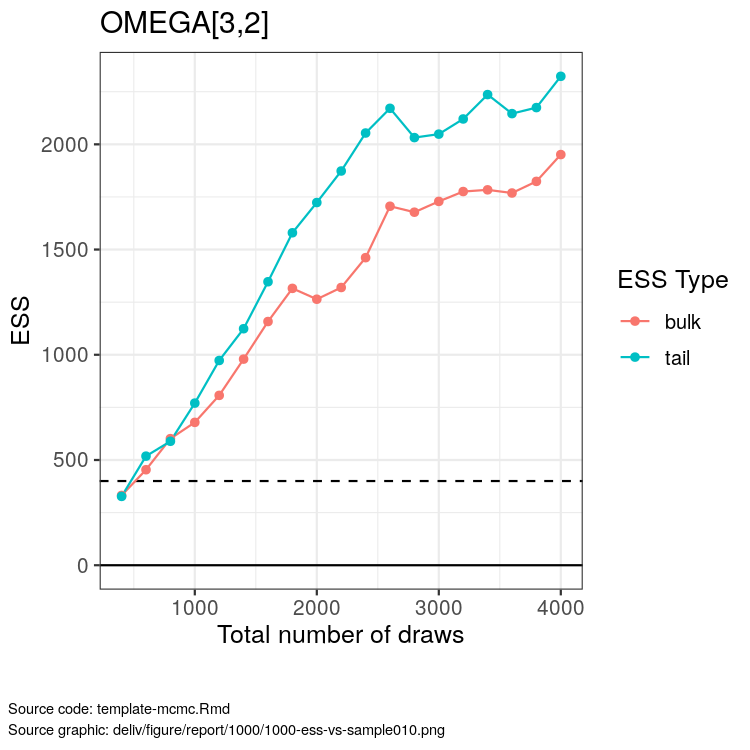 OMEGA[3,2]
2000
1500
1000
500
0
ESS
1000 2000 3000 4000
Total number of draws
ESS Type
bulk
tail
Source code: template-mcmc.Rmd
Source graphic: deliv/figure/report/1000/1000-ess-vs-sample010.png